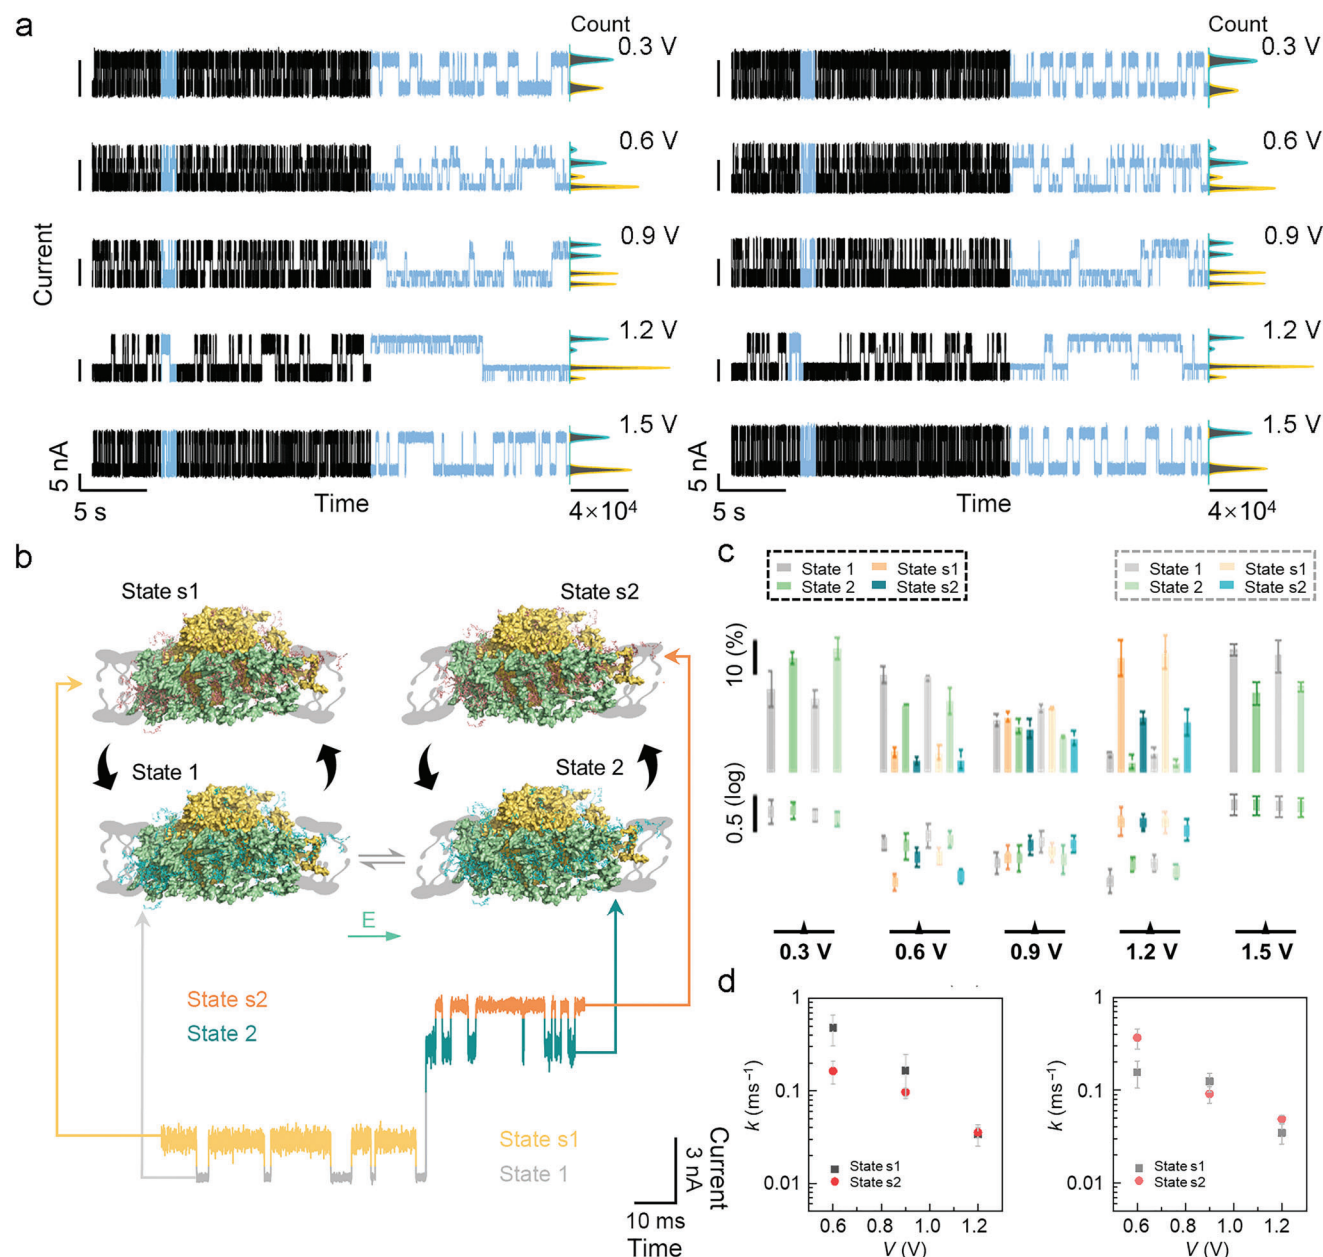 a
Count
0.3 V
0.6 V
0.9 V
1.2 V
1.5 V
Current
5 nA
5 s
Time
4×10⁴
Count
0.3 V
0.6 V
0.9 V
1.2 V
1.5 V
5 nA
5 s
Time
4×10⁴
b
State s1
State s2
State 1
State 2
E
State s2
State 2
State s1
State 1
Current
3 nA
10 ms
Time
c
State 1 State s1
State 2 State s2
State 1 State s1
State 2 State s2
10 (%)
0.5 (log)
0.3 V 0.6 V 0.9 V 1.2 V 1.5 V
d
1
0.1
0.01
k (ms⁻¹)
State s1
State s2
0.6 0.8 1.0 1.2
V (V)
1
0.1
0.01
k (ms⁻¹)
State s1
State s2
0.6 0.8 1.0 1.2
V (V)